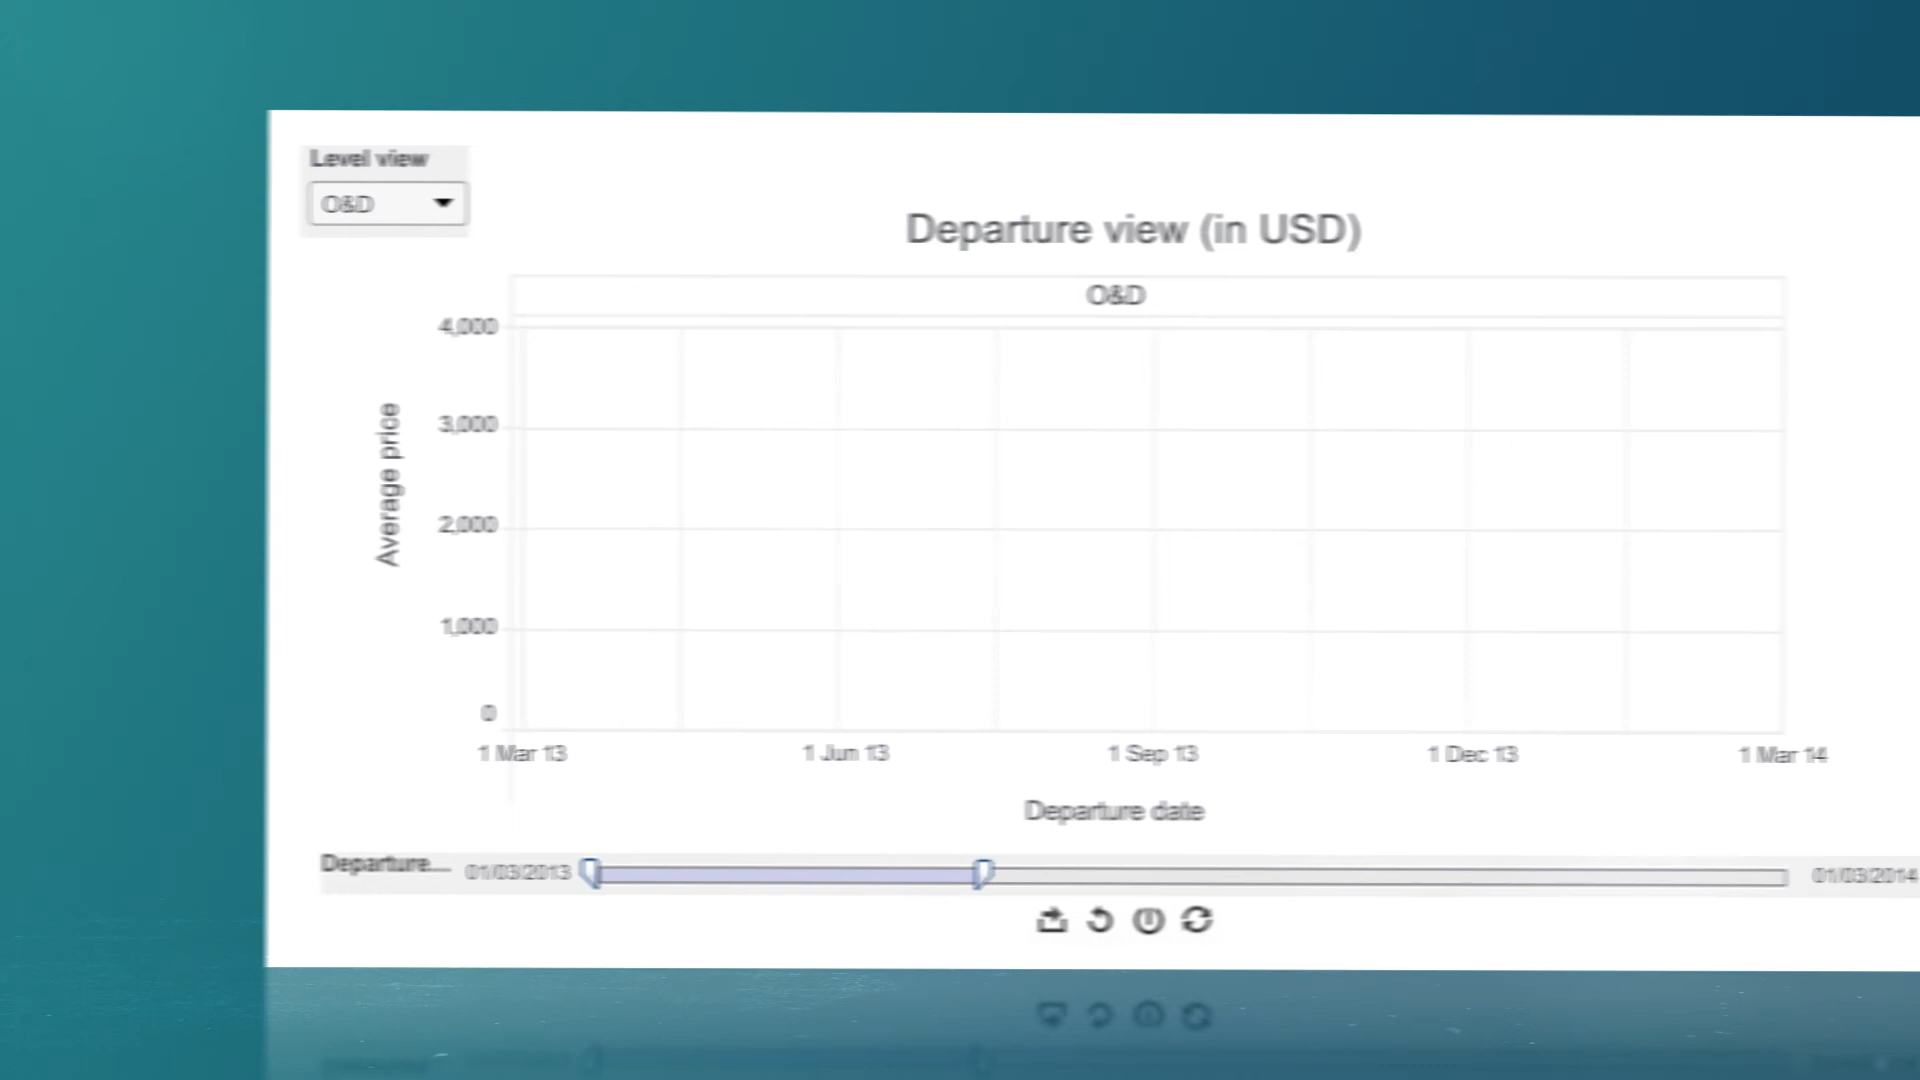 Level view
O&D
Departure view (in USD)
O&D
4,000
3,000
2,000
1,000
0
Average price
1 Mar 13
1 Jun 13
1 Sep 13
1 Dec 13
1 Mar 14
Departure date
Departure....
01/03/2013
01/03/2014